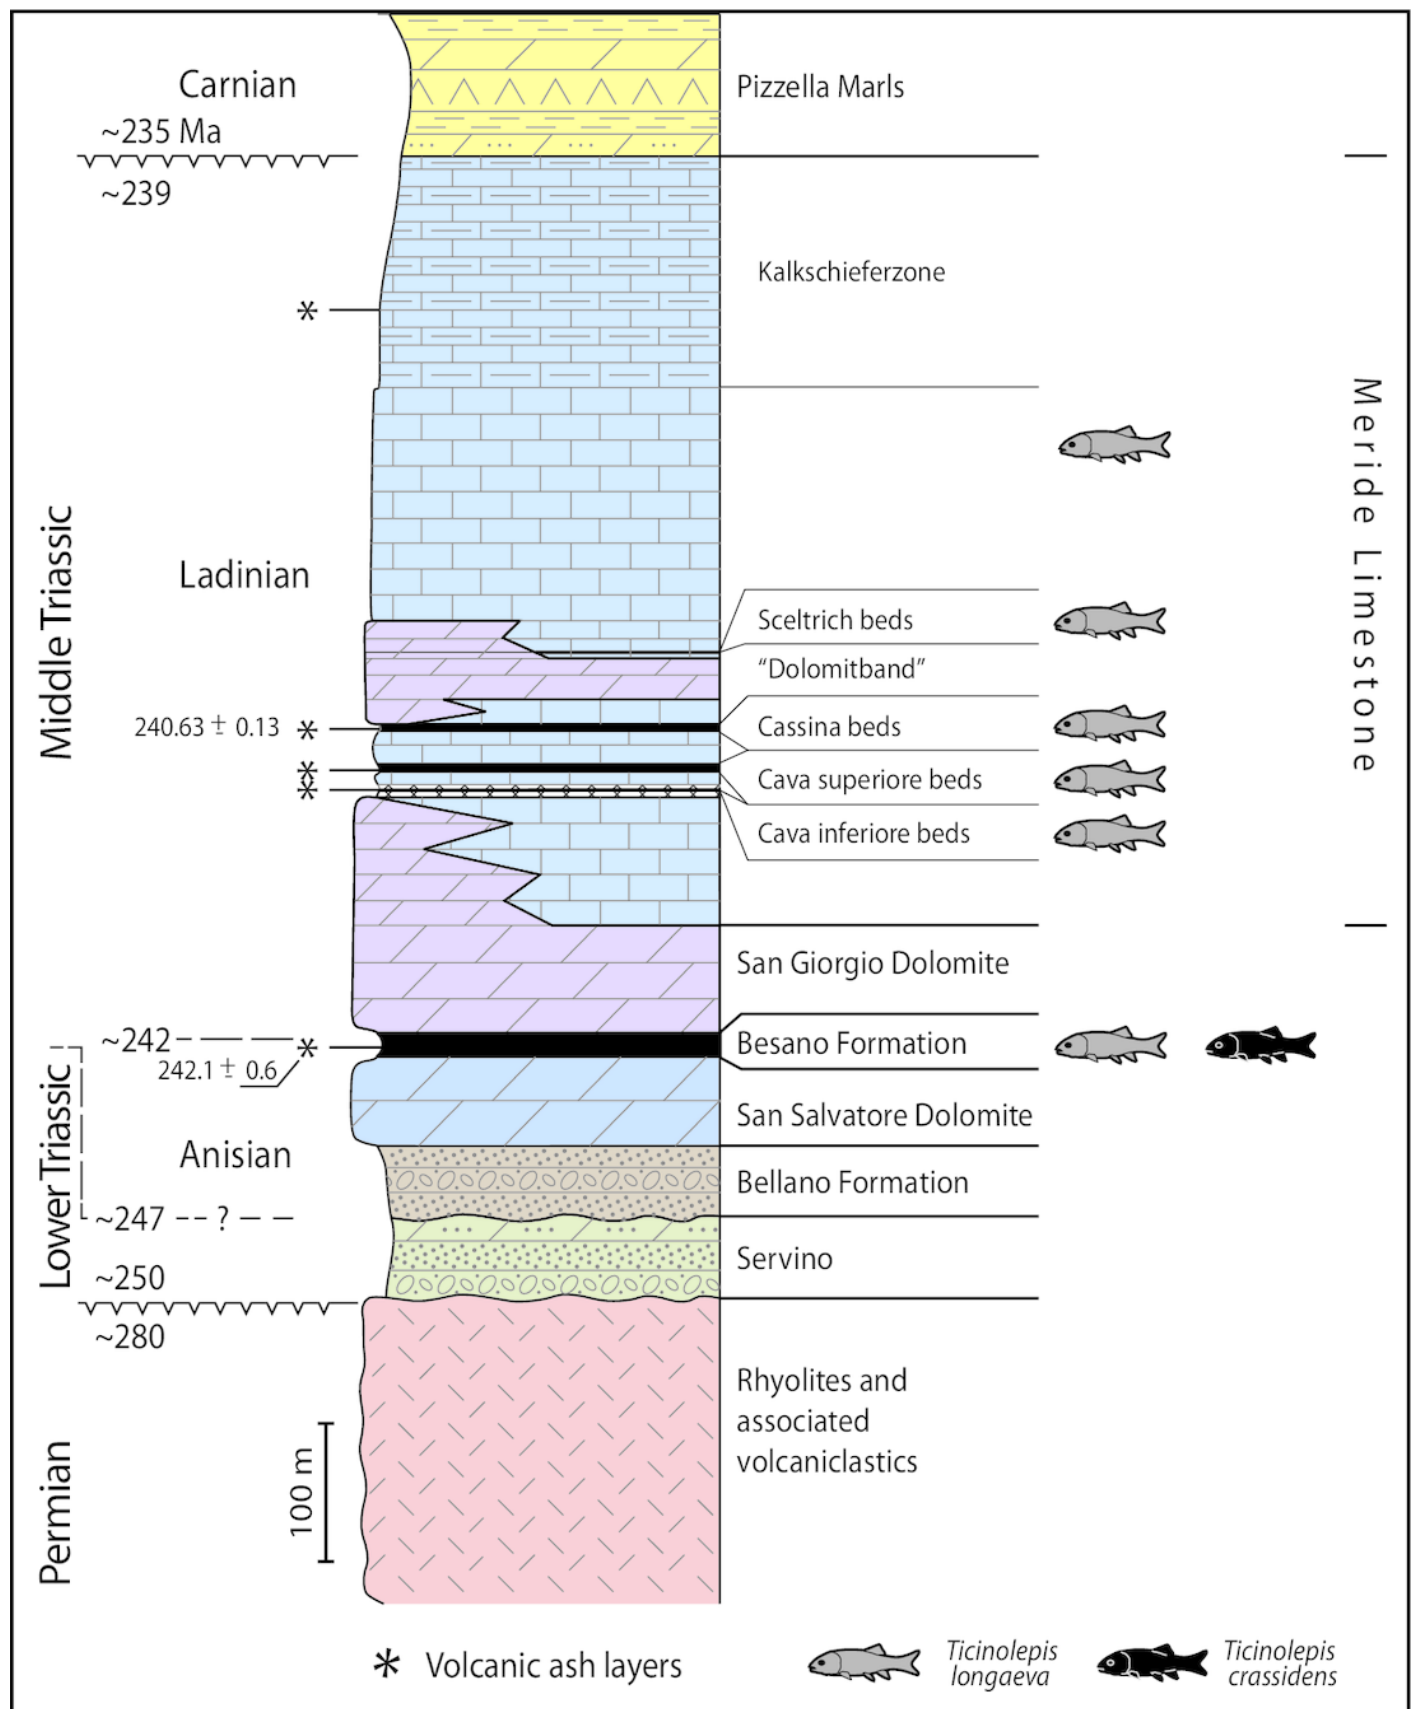 Carnian
~235 Ma
~239
Pizzella Marls
Kalkschieferzone
Meride Limestone
Middle Triassic
Ladinian
Sceltrich beds
“Dolomitband”
240.63 ± 0.13
*
Cassina beds
*
*
*
Cava superiore beds
Cava inferiore beds
San Giorgio Dolomite
~242
*
242.1 ± 0.6
Besano Formation
San Salvatore Dolomite
Lower Triassic
Anisian
Bellano Formation
~247 -- ? — —
Servino
~250
~280
Rhyolites and
associated
volcaniclastics
Permian
100 m
* Volcanic ash layers
Ticinolepis
longaeva
Ticinolepis
crassidens